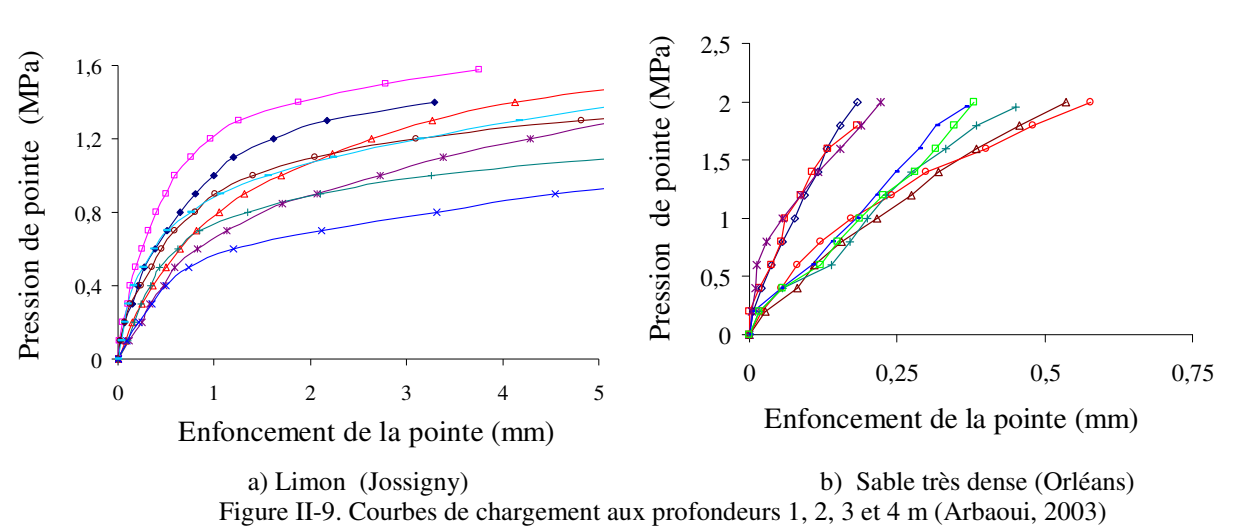 Pression de pointe (MPa)
1,6
1,2
0,8
0,4
0
0 1 2 3 4 5
Enfoncement de la pointe (mm)
a) Limon (Jossigny)
Pression de pointe (MPa)
2,5
2
1,5
1
0,5
0
0 0,25 0,5 0,75
Enfoncement de la pointe (mm)
b) Sable très dense (Orléans)
Figure II-9. Courbes de chargement aux profondeurs 1, 2, 3 et 4 m (Arbaoui, 2003)